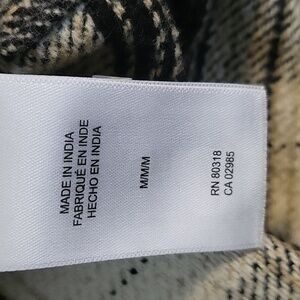 MADE IN INDIA
FABRIQUÉ EN INDE
HECHO EN INDIA
M/M/M
RN 80318
CA 02985